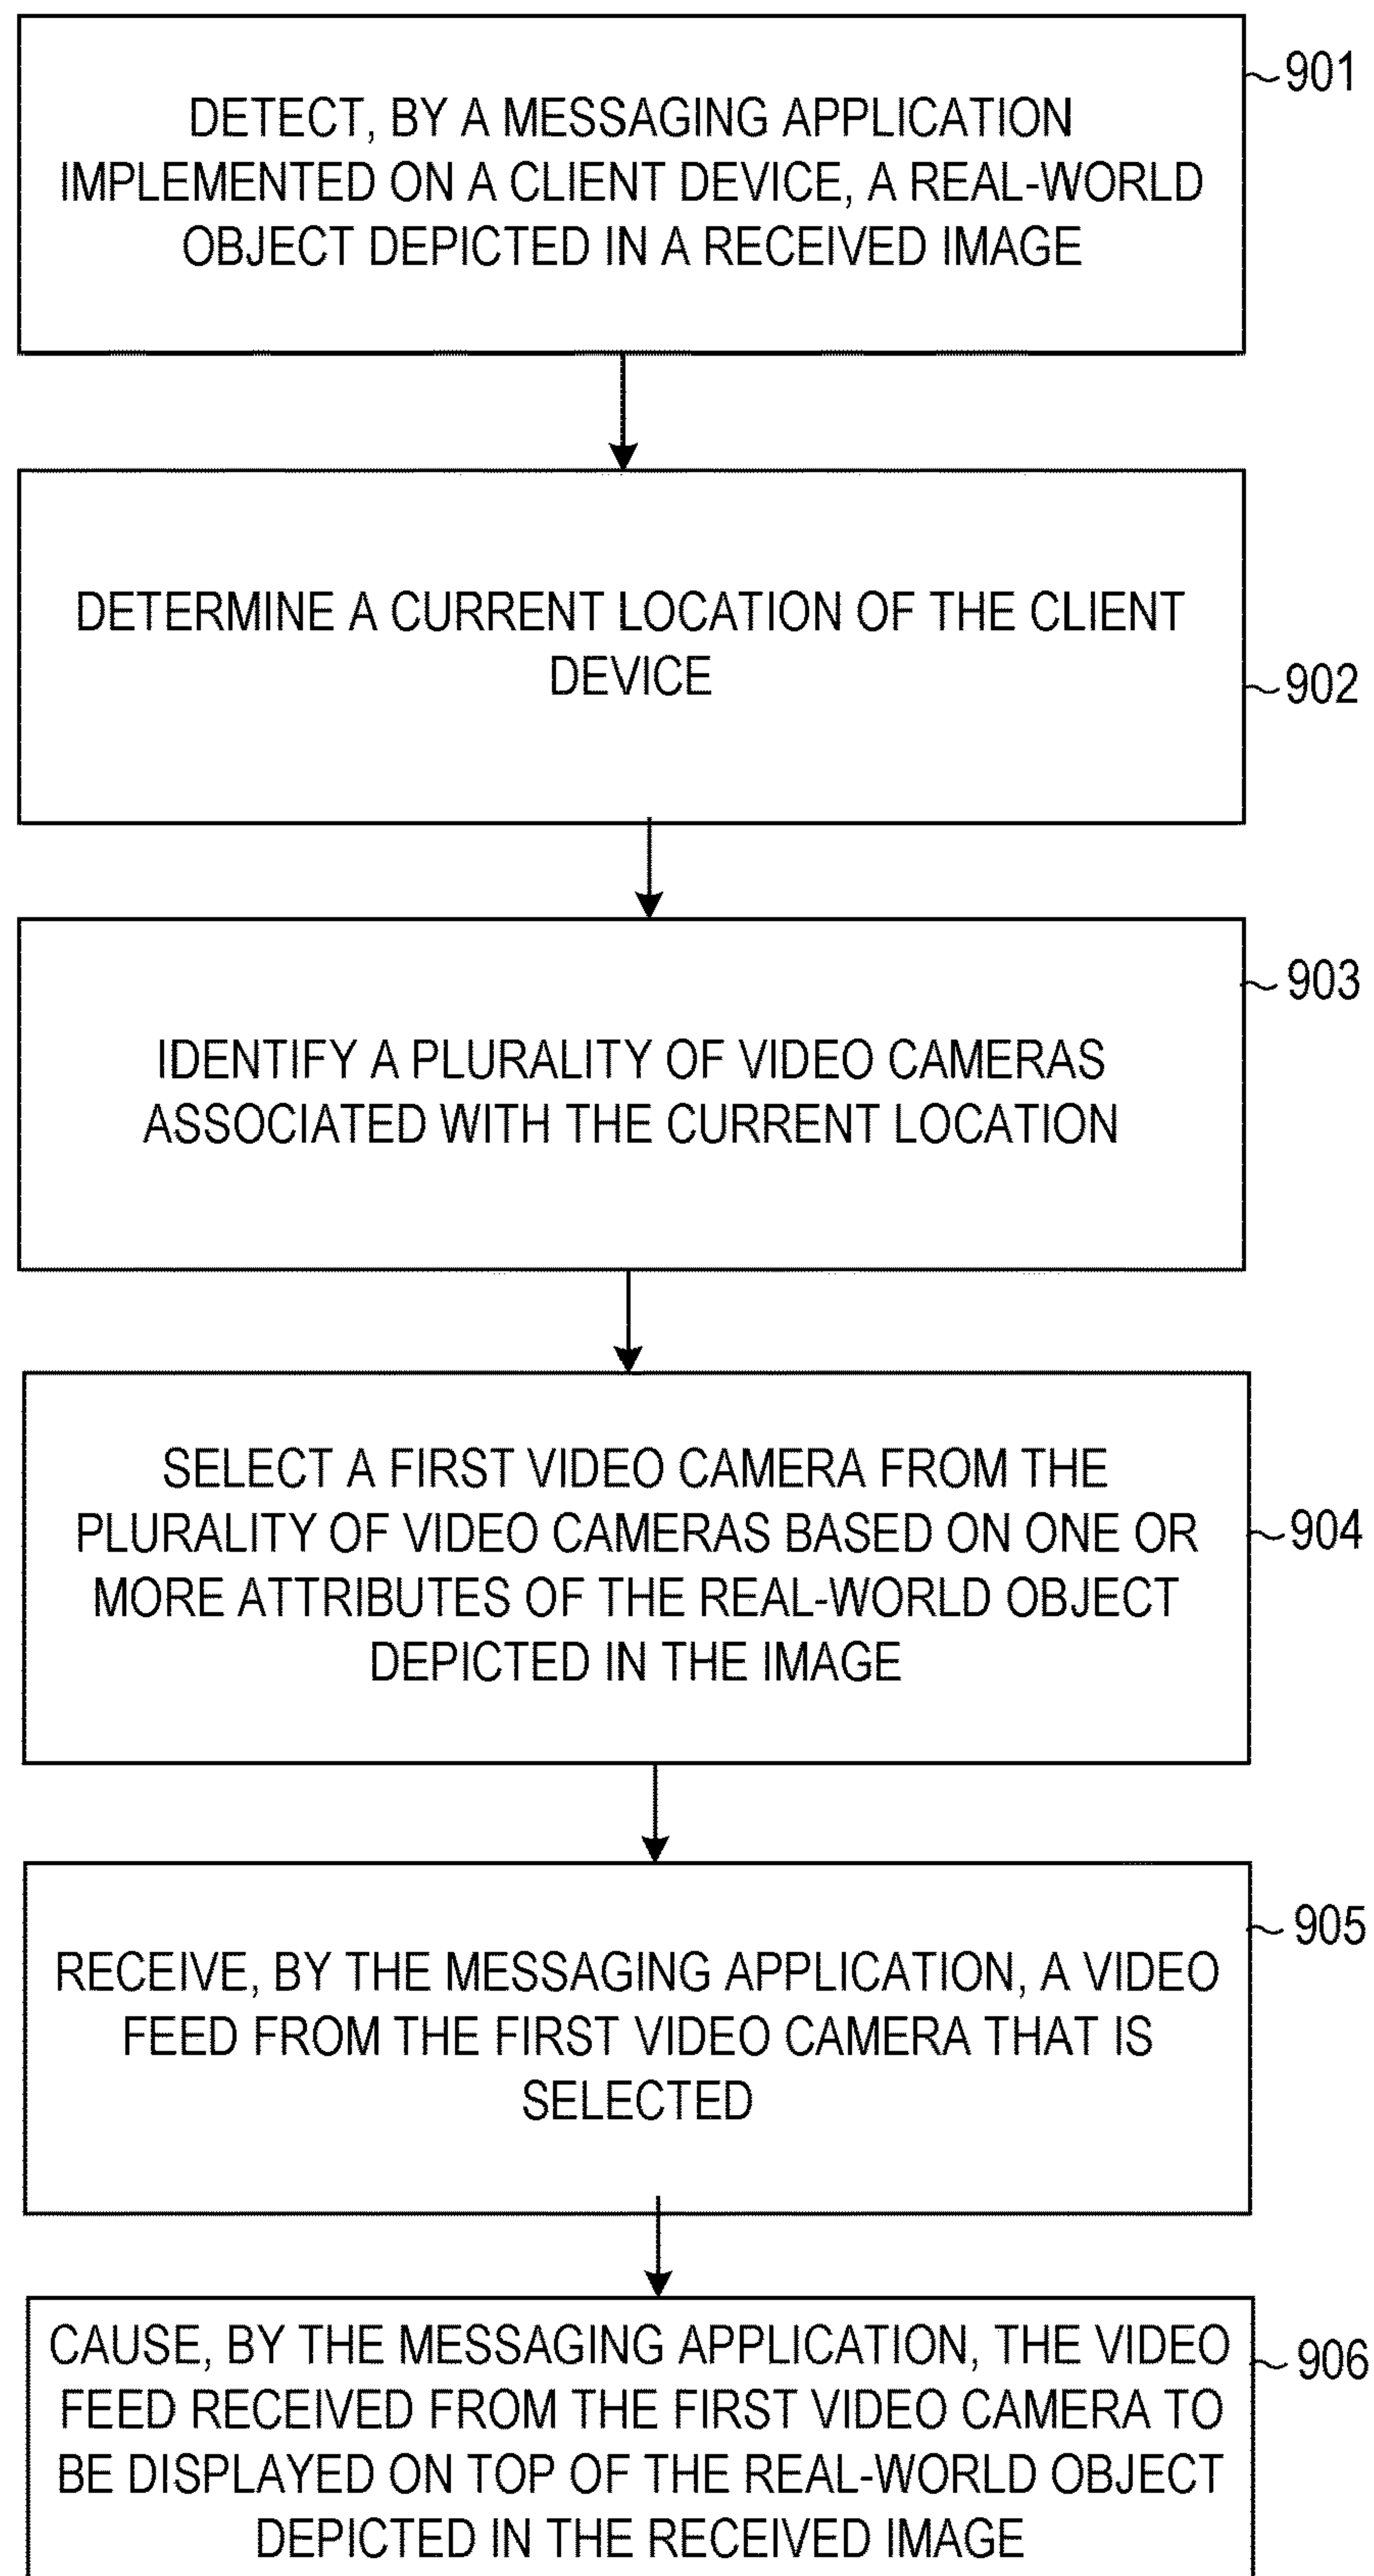 DETECT, BY A MESSAGING APPLICATION
IMPLEMENTED ON A CLIENT DEVICE, A REAL-WORLD
OBJECT DEPICTED IN A RECEIVED IMAGE
901
DETERMINE A CURRENT LOCATION OF THE CLIENT
DEVICE
902
IDENTIFY A PLURALITY OF VIDEO CAMERAS
ASSOCIATED WITH THE CURRENT LOCATION
903
SELECT A FIRST VIDEO CAMERA FROM THE
PLURALITY OF VIDEO CAMERAS BASED ON ONE OR
MORE ATTRIBUTES OF THE REAL-WORLD OBJECT
DEPICTED IN THE IMAGE
904
RECEIVE, BY THE MESSAGING APPLICATION, A VIDEO
FEED FROM THE FIRST VIDEO CAMERA THAT IS
SELECTED
905
CAUSE, BY THE MESSAGING APPLICATION, THE VIDEO
FEED RECEIVED FROM THE FIRST VIDEO CAMERA TO
BE DISPLAYED ON TOP OF THE REAL-WORLD OBJECT
DEPICTED IN THE RECEIVED IMAGE
906